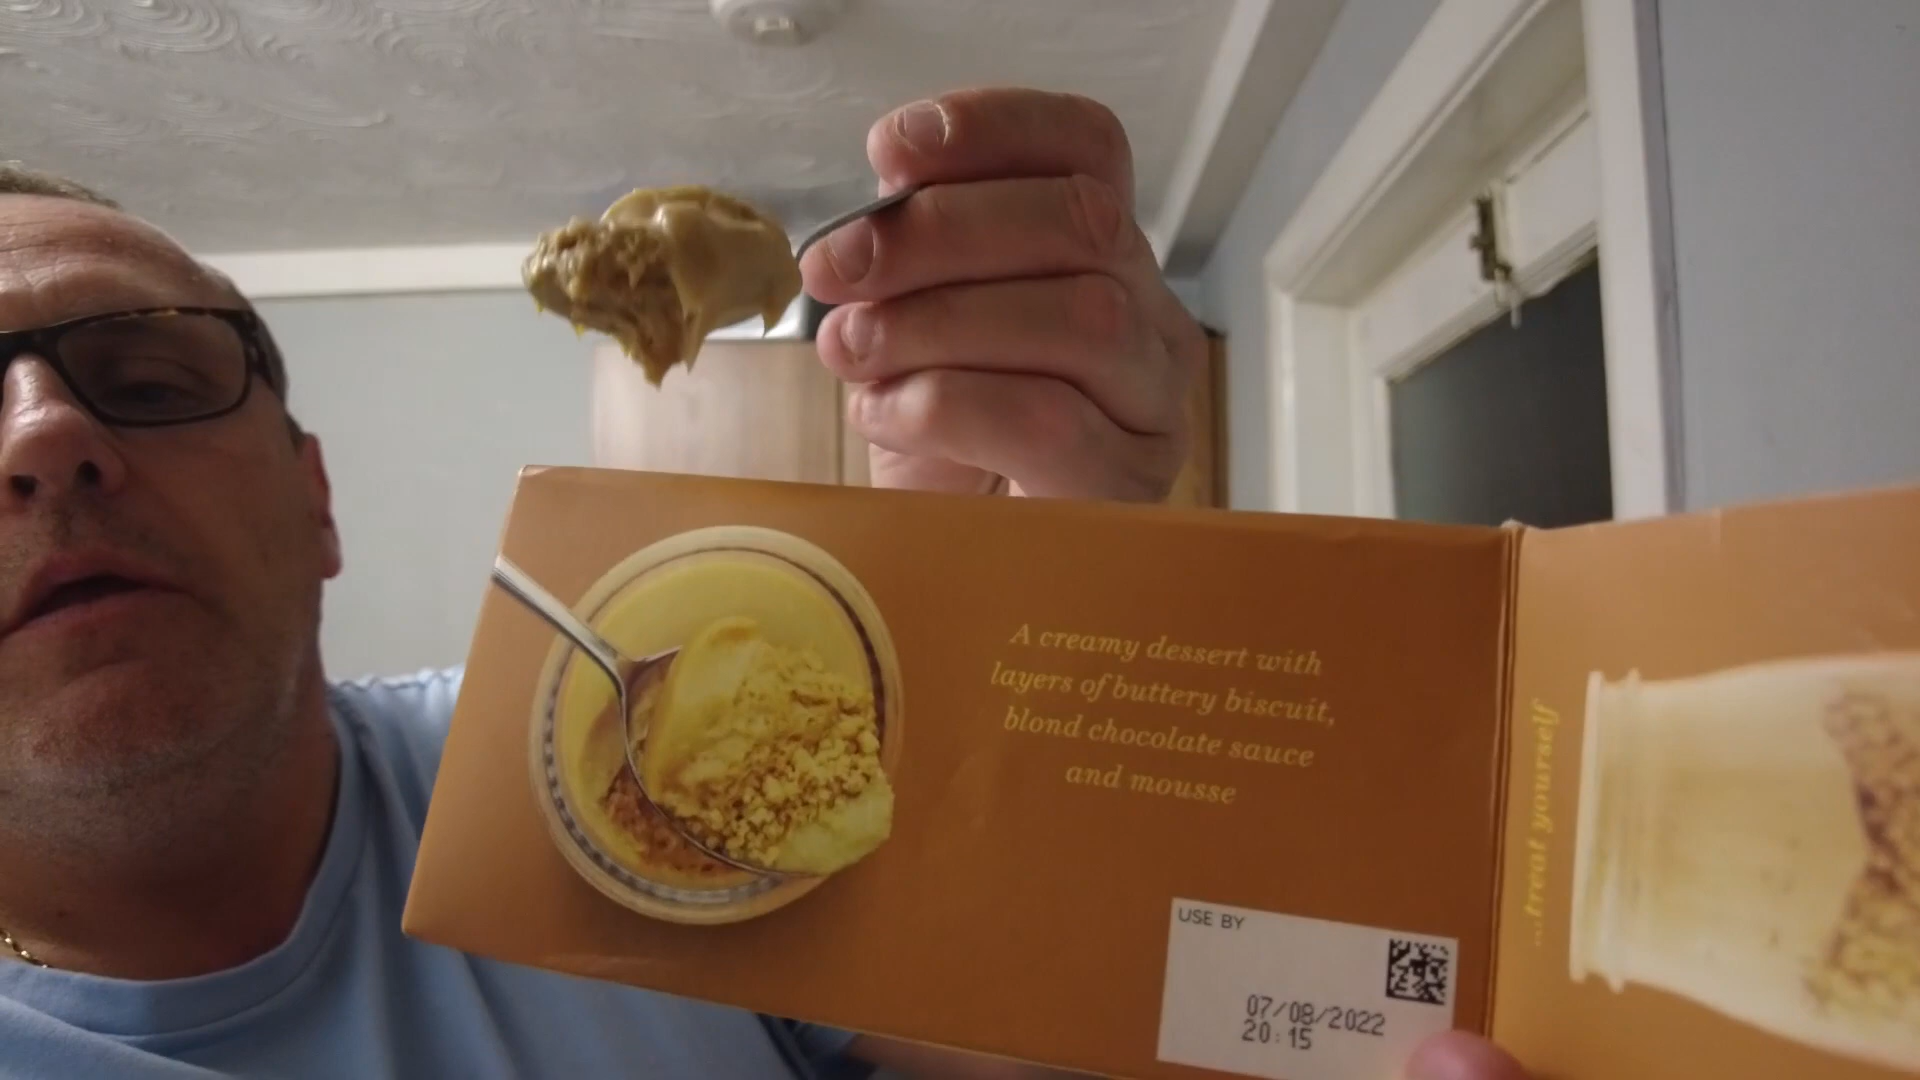 A creamy dessert with
layers of buttery biscuit,
blond chocolate sauce
and mousse
...treat yourself
USE BY
07/08/2022
20:15